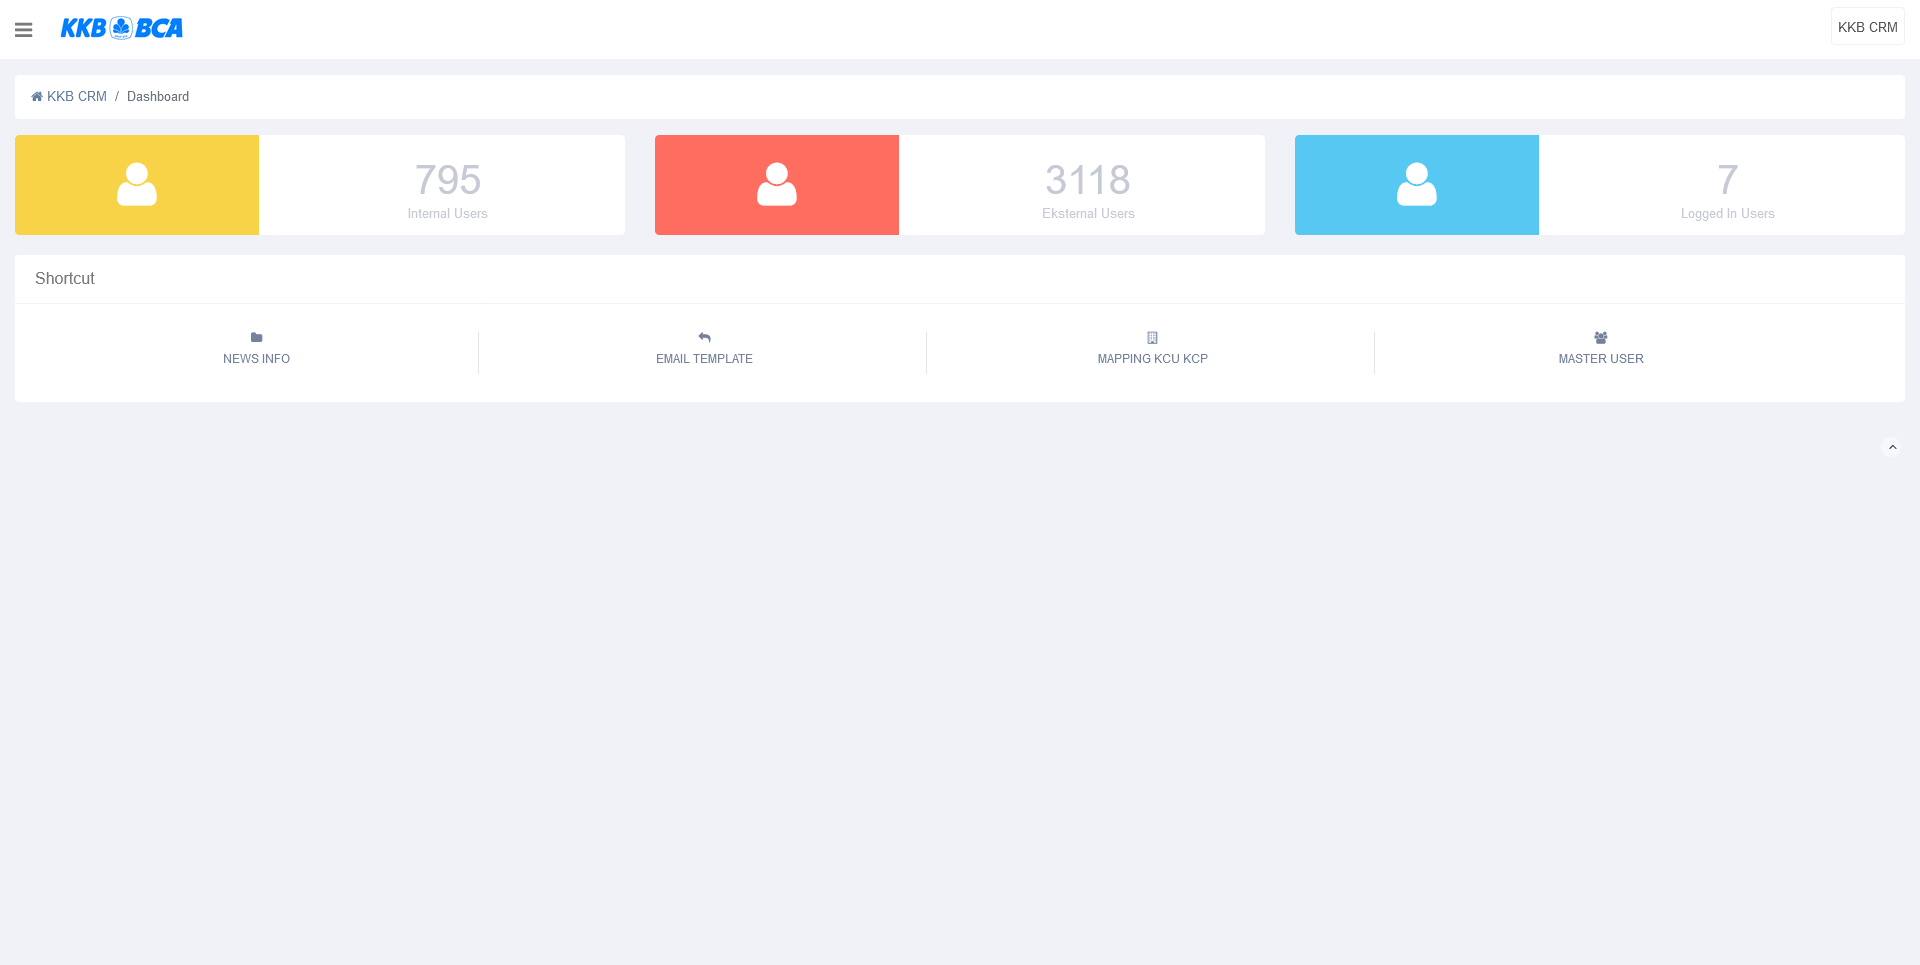 KKB BCA
KKB CRM
KKB CRM / Dashboard
795
Internal Users
3118
Eksternal Users
7
Logged In Users
Shortcut
NEWS INFO
EMAIL TEMPLATE
MAPPING KCU KCP
MASTER USER